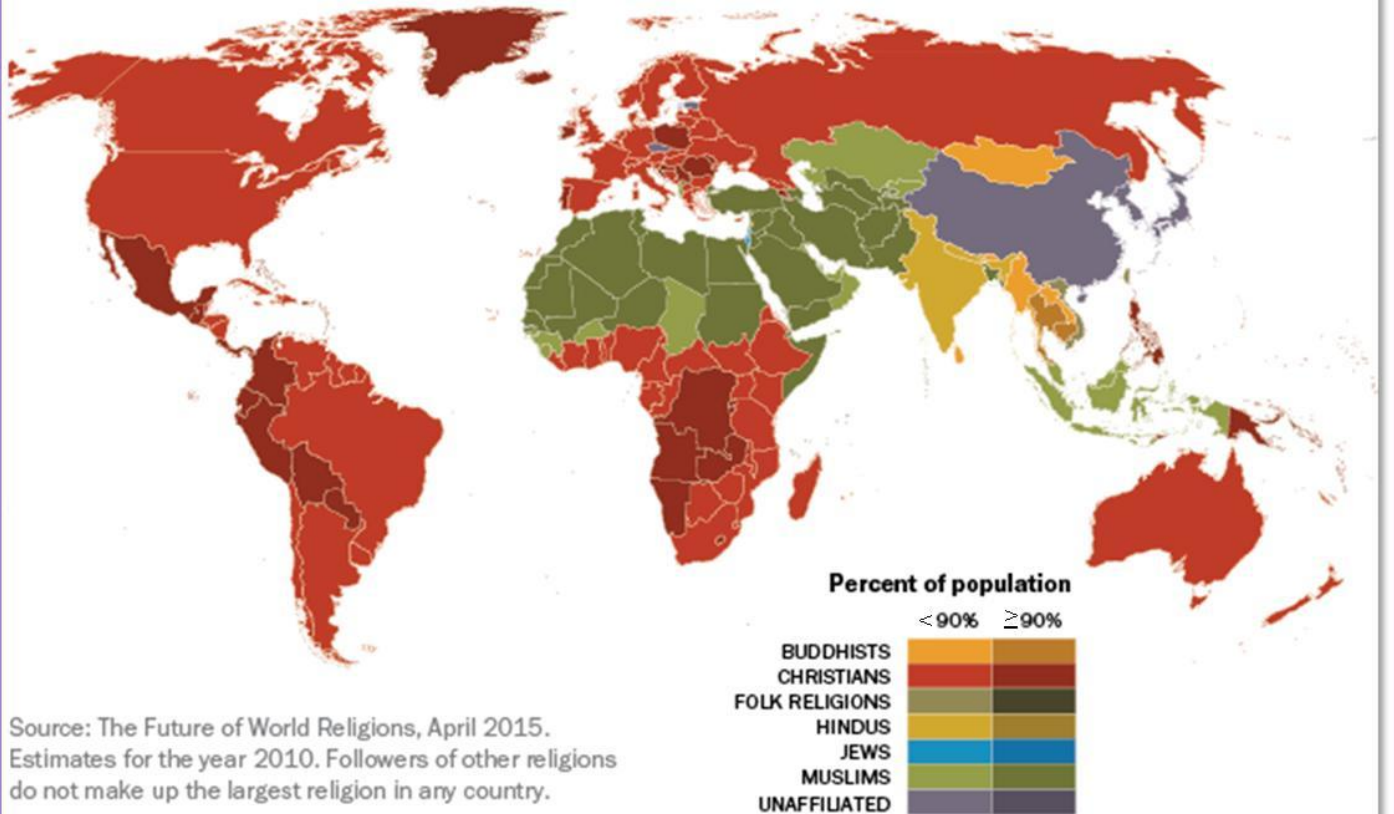 Percent of population
<90% ≥90%
BUDDHISTS
CHRISTIANS
FOLK RELIGIONS
HINDUS
JEWS
MUSLIMS
UNAFFILIATED
Source: The Future of World Religions, April 2015.
Estimates for the year 2010. Followers of other religions
do not make up the largest religion in any country.